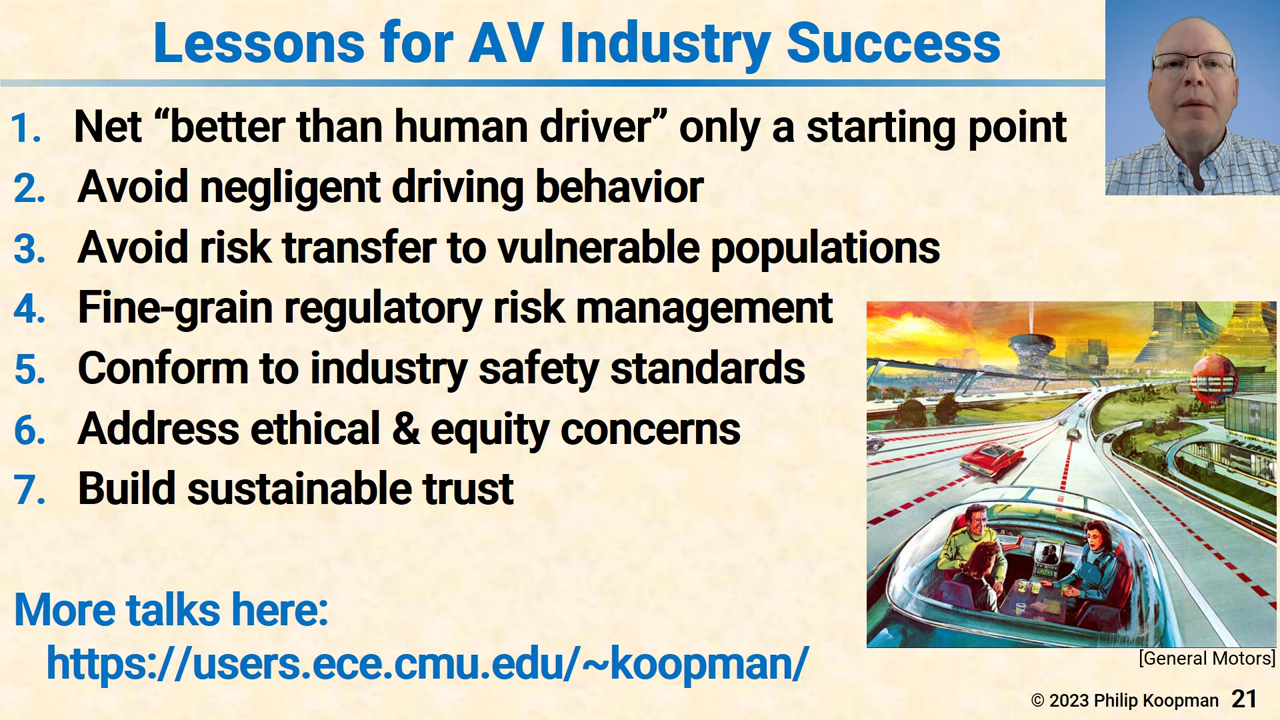 Lessons for AV Industry Success
1. Net “better than human driver” only a starting point
2. Avoid negligent driving behavior
3. Avoid risk transfer to vulnerable populations
4. Fine-grain regulatory risk management
5. Conform to industry safety standards
6. Address ethical & equity concerns
7. Build sustainable trust
More talks here:
https://users.ece.cmu.edu/~koopman/
[General Motors]
© 2023 Philip Koopman 21